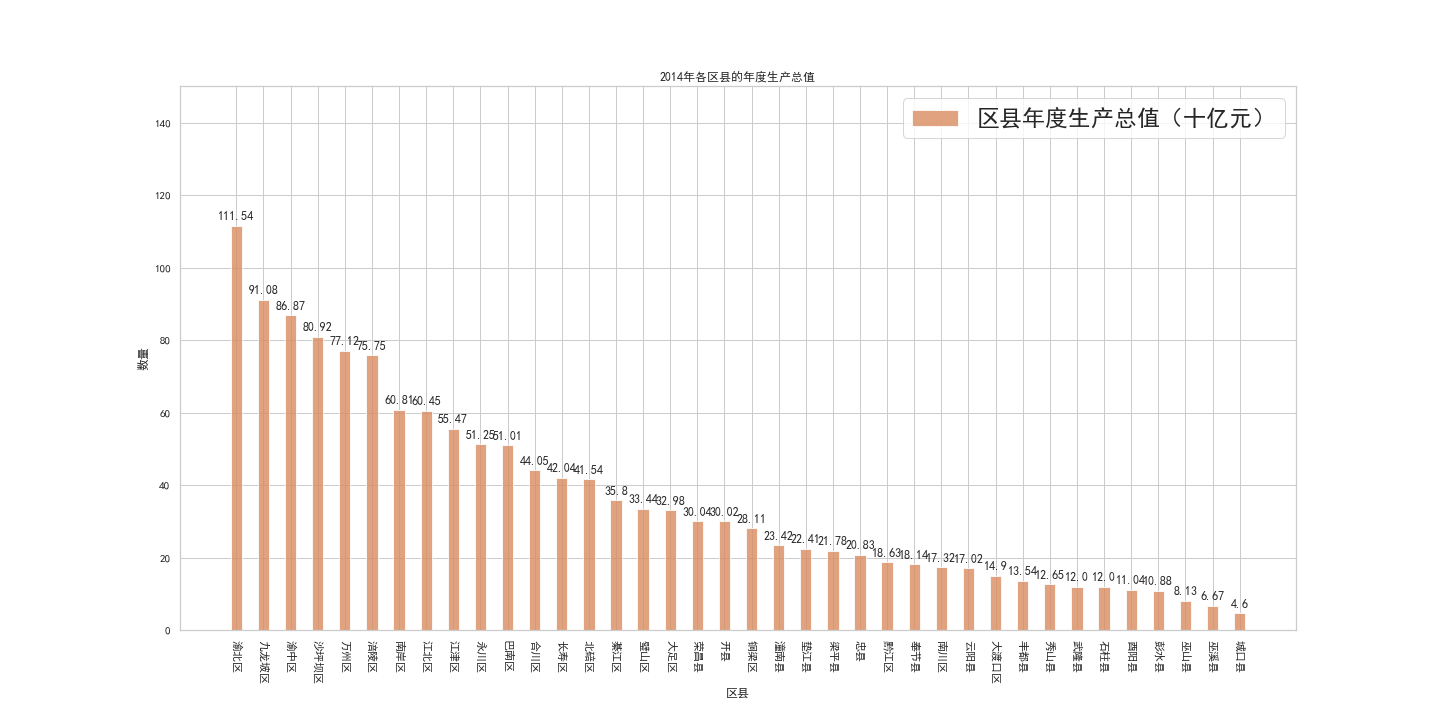 2014年各区县的年度生产总值
区县年度生产总值（十亿元）
数量
140
120
100
80
60
40
20
0
111.54
91.08
86.87
80.92
77.12
75.75
60.81
60.45
55.47
51.25
51.01
44.05
42.04
41.54
35.8
33.44
32.98
30.04
30.02
28.11
23.42
22.41
21.78
20.83
18.63
18.14
17.32
17.02
14.9
13.54
12.65
12.0
12.0
11.04
10.88
8.13
6.67
4.6
渝北区
九龙坡区
渝中区
沙坪坝区
万州区
涪陵区
南岸区
江北区
江津区
永川区
巴南区
合川区
长寿区
北碚区
綦江区
璧山区
大足区
荣昌县
开县
铜梁区
潼南县
垫江县
梁平县
忠县
黔江区
奉节县
南川区
云阳县
大渡口区
丰都县
秀山县
武隆县
石柱县
酉阳县
彭水县
巫山县
巫溪县
城口县
区县